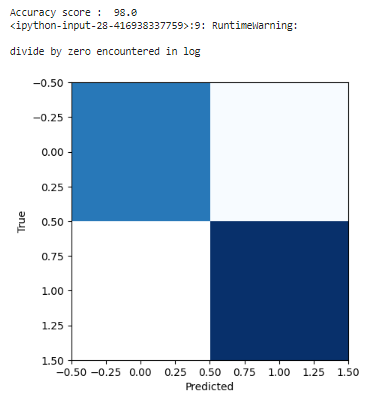 Accuracy score :  98.0
<ipython-input-28-416938337759>:9: RuntimeWarning:
divide by zero encountered in log
−0.50
−0.25
0.00
0.25
0.50
0.75
1.00
1.25
1.50
True
−0.50 −0.25 0.00 0.25 0.50 0.75 1.00 1.25 1.50
Predicted